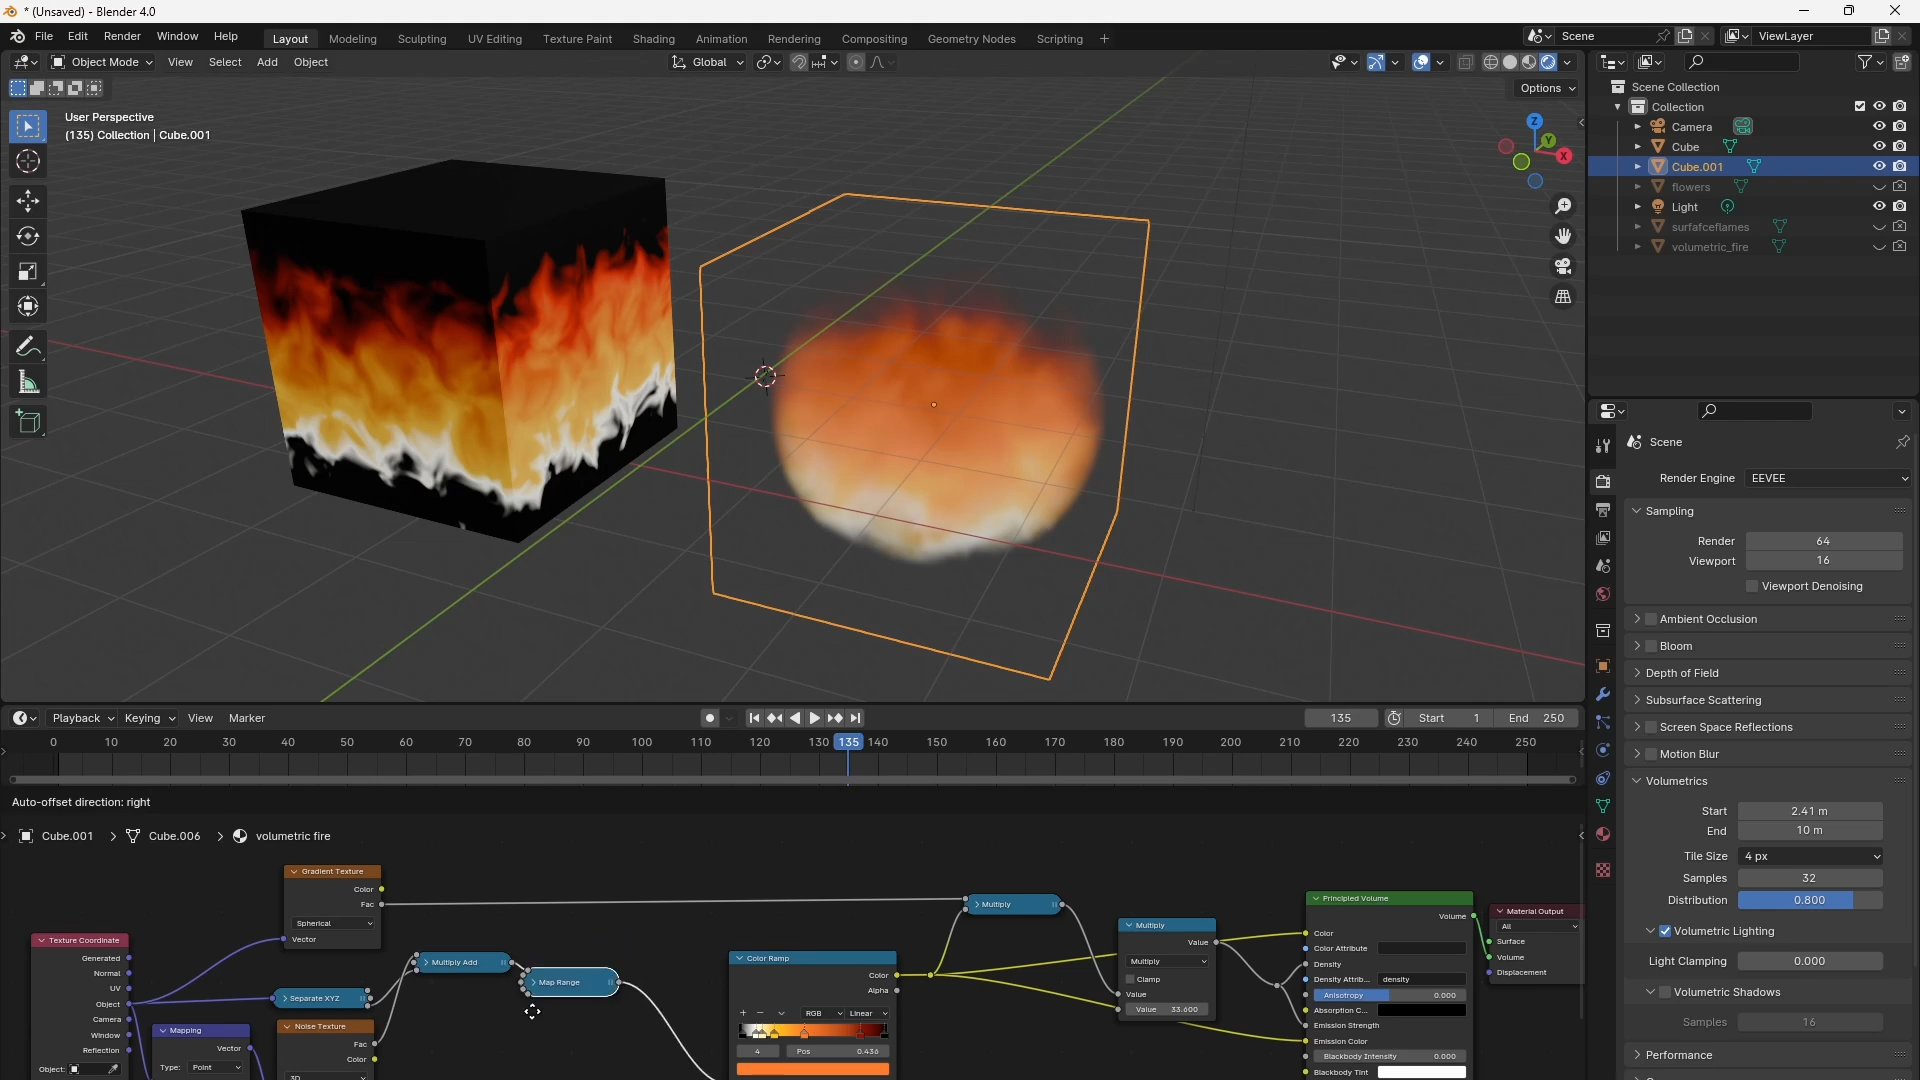 * (Unsaved) - Blender 4.0
File Edit Render Window Help
Layout Modeling Sculpting UV Editing Texture Paint Shading Animation Rendering Compositing Geometry Nodes Scripting +
Scene
ViewLayer
Object Mode View Select Add Object
Global
Options
User Perspective
(135) Collection | Cube.001
Z
Y
X
Scene Collection
Collection
Camera
Cube
Cube.001
flowers
Light
surfafceflames
volumetric_fire
Scene
Render Engine EEVEE
Sampling
Render 64
Viewport 16
Viewport Denoising
Ambient Occlusion
Bloom
Depth of Field
Subsurface Scattering
Screen Space Reflections
Motion Blur
Volumetrics
Start 2.41 m
End 10 m
Tile Size 4 px
Samples 32
Distribution 0.800
Volumetric Lighting
Light Clamping 0.000
Volumetric Shadows
Samples 16
Performance
Playback Keying View Marker
135 Start 1 End 250
0 10 20 30 40 50 60 70 80 90 100 110 120 130 135 140 150 160 170 180 190 200 210 220 230 240 250
Auto-offset direction: right
Cube.001 > Cube.006 > volumetric fire
Texture Coordinate
Generated
Normal
UV
Object
Camera
Window
Reflection
Object:
Gradient Texture
Color
Fac
Spherical
Vector
Separate XYZ
Mapping
Vector
Type: Point
Noise Texture
Fac
Color
3D
Multiply Add
Map Range
Color Ramp
Color
Alpha
+ − RGB Linear
4 Pos 0.436
Multiply
Multiply
Value
Multiply
Clamp
Value
Value 33.600
Principled Volume
Volume
Color
Color Attribute
Density
Density Attrib... density
Anisotropy 0.000
Absorption C...
Emission Strength
Emission Color
Blackbody Intensity 0.000
Blackbody Tint
Material Output
All
Surface
Volume
Displacement